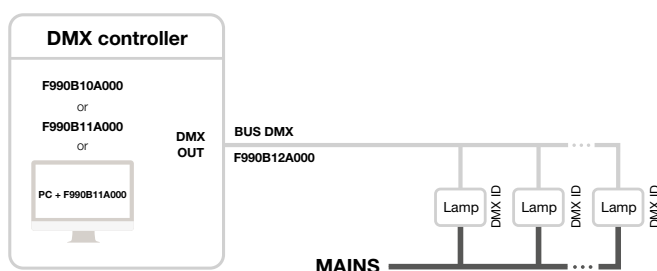 DMX controller
F990B10A000
or
F990B11A000
or
PC + F990B11A000
DMX
OUT
BUS DMX
F990B12A000
Lamp
DMX ID
Lamp
DMX ID
Lamp
DMX ID
MAINS